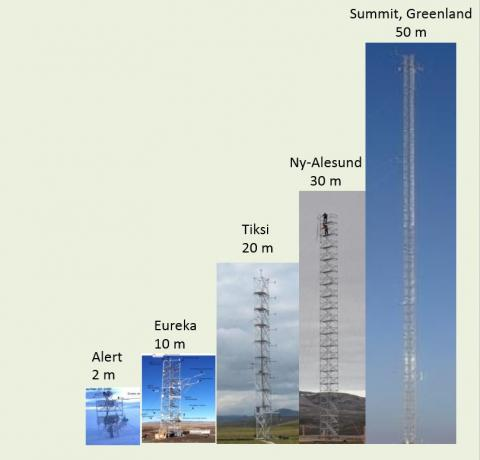 Summit, Greenland
50 m
Ny-Alesund
30 m
Tiksi
20 m
Eureka
10 m
Alert
2 m